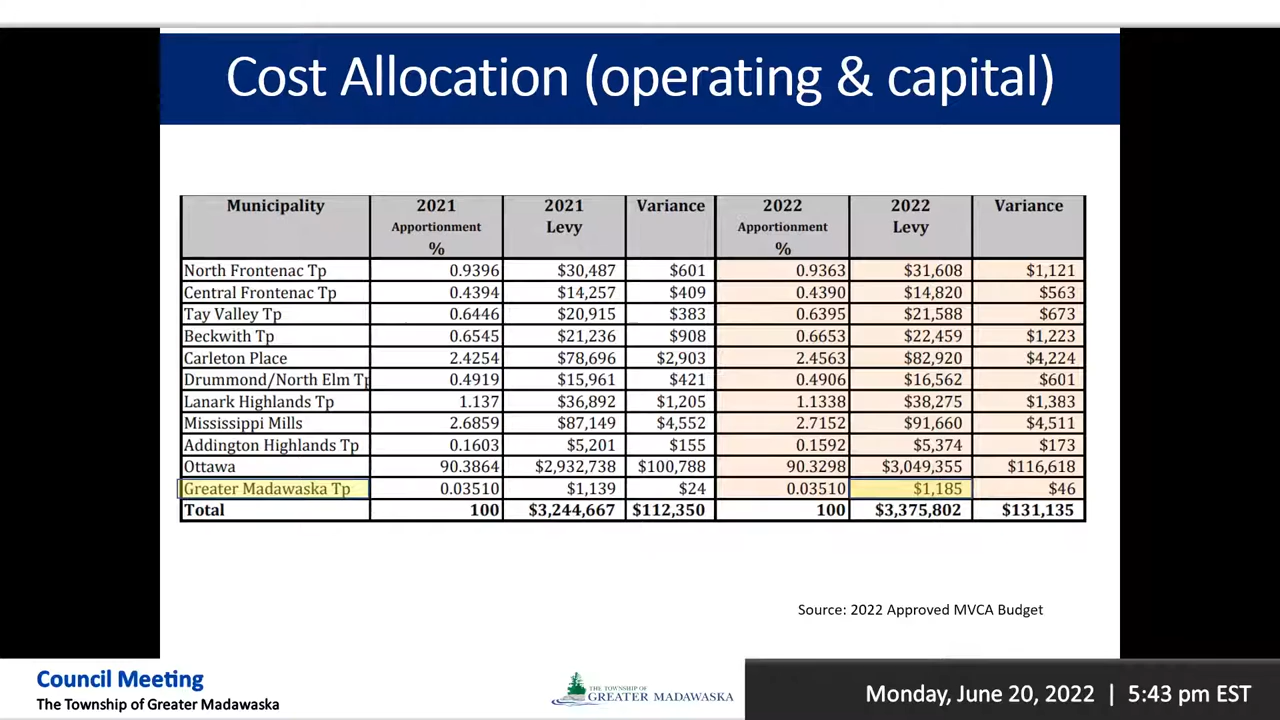 Cost Allocation (operating & capital)
Municipality 2021 Apportionment % 2021 Levy Variance 2022 Apportionment % 2022 Levy Variance
North Frontenac Tp 0.9396 $30,487 $601 0.9363 $31,608 $1,121
Central Frontenac Tp 0.4394 $14,257 $409 0.4390 $14,820 $563
Tay Valley Tp 0.6446 $20,915 $383 0.6395 $21,588 $673
Beckwith Tp 0.6545 $21,236 $908 0.6653 $22,459 $1,223
Carleton Place 2.4254 $78,696 $2,903 2.4563 $82,920 $4,224
Drummond/North Elm Tp 0.4919 $15,961 $421 0.4906 $16,562 $601
Lanark Highlands Tp 1.137 $36,892 $1,205 1.1338 $38,275 $1,383
Mississippi Mills 2.6859 $87,149 $4,552 2.7152 $91,660 $4,511
Addington Highlands Tp 0.1603 $5,201 $155 0.1592 $5,374 $173
Ottawa 90.3864 $2,932,738 $100,788 90.3298 $3,049,355 $116,618
Greater Madawaska Tp 0.03510 $1,139 $24 0.03510 $1,185 $46
Total 100 $3,244,667 $112,350 100 $3,375,802 $131,135
Source: 2022 Approved MVCA Budget
Council Meeting
The Township of Greater Madawaska
THE TOWNSHIP OF
GREATER MADAWASKA
Monday, June 20, 2022 | 5:43 pm EST